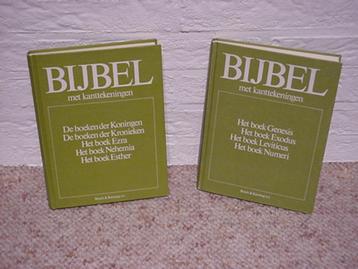 BIJBEL
met kanttekeningen
De boeken der Koningen
De boeken der Kronieken
Het boek Ezra
Het boek Nehemia
Het boek Esther
BIJBEL
met kanttekeningen
Het boek Genesis
Het boek Exodus
Het boek Leviticus
Het boek Numeri